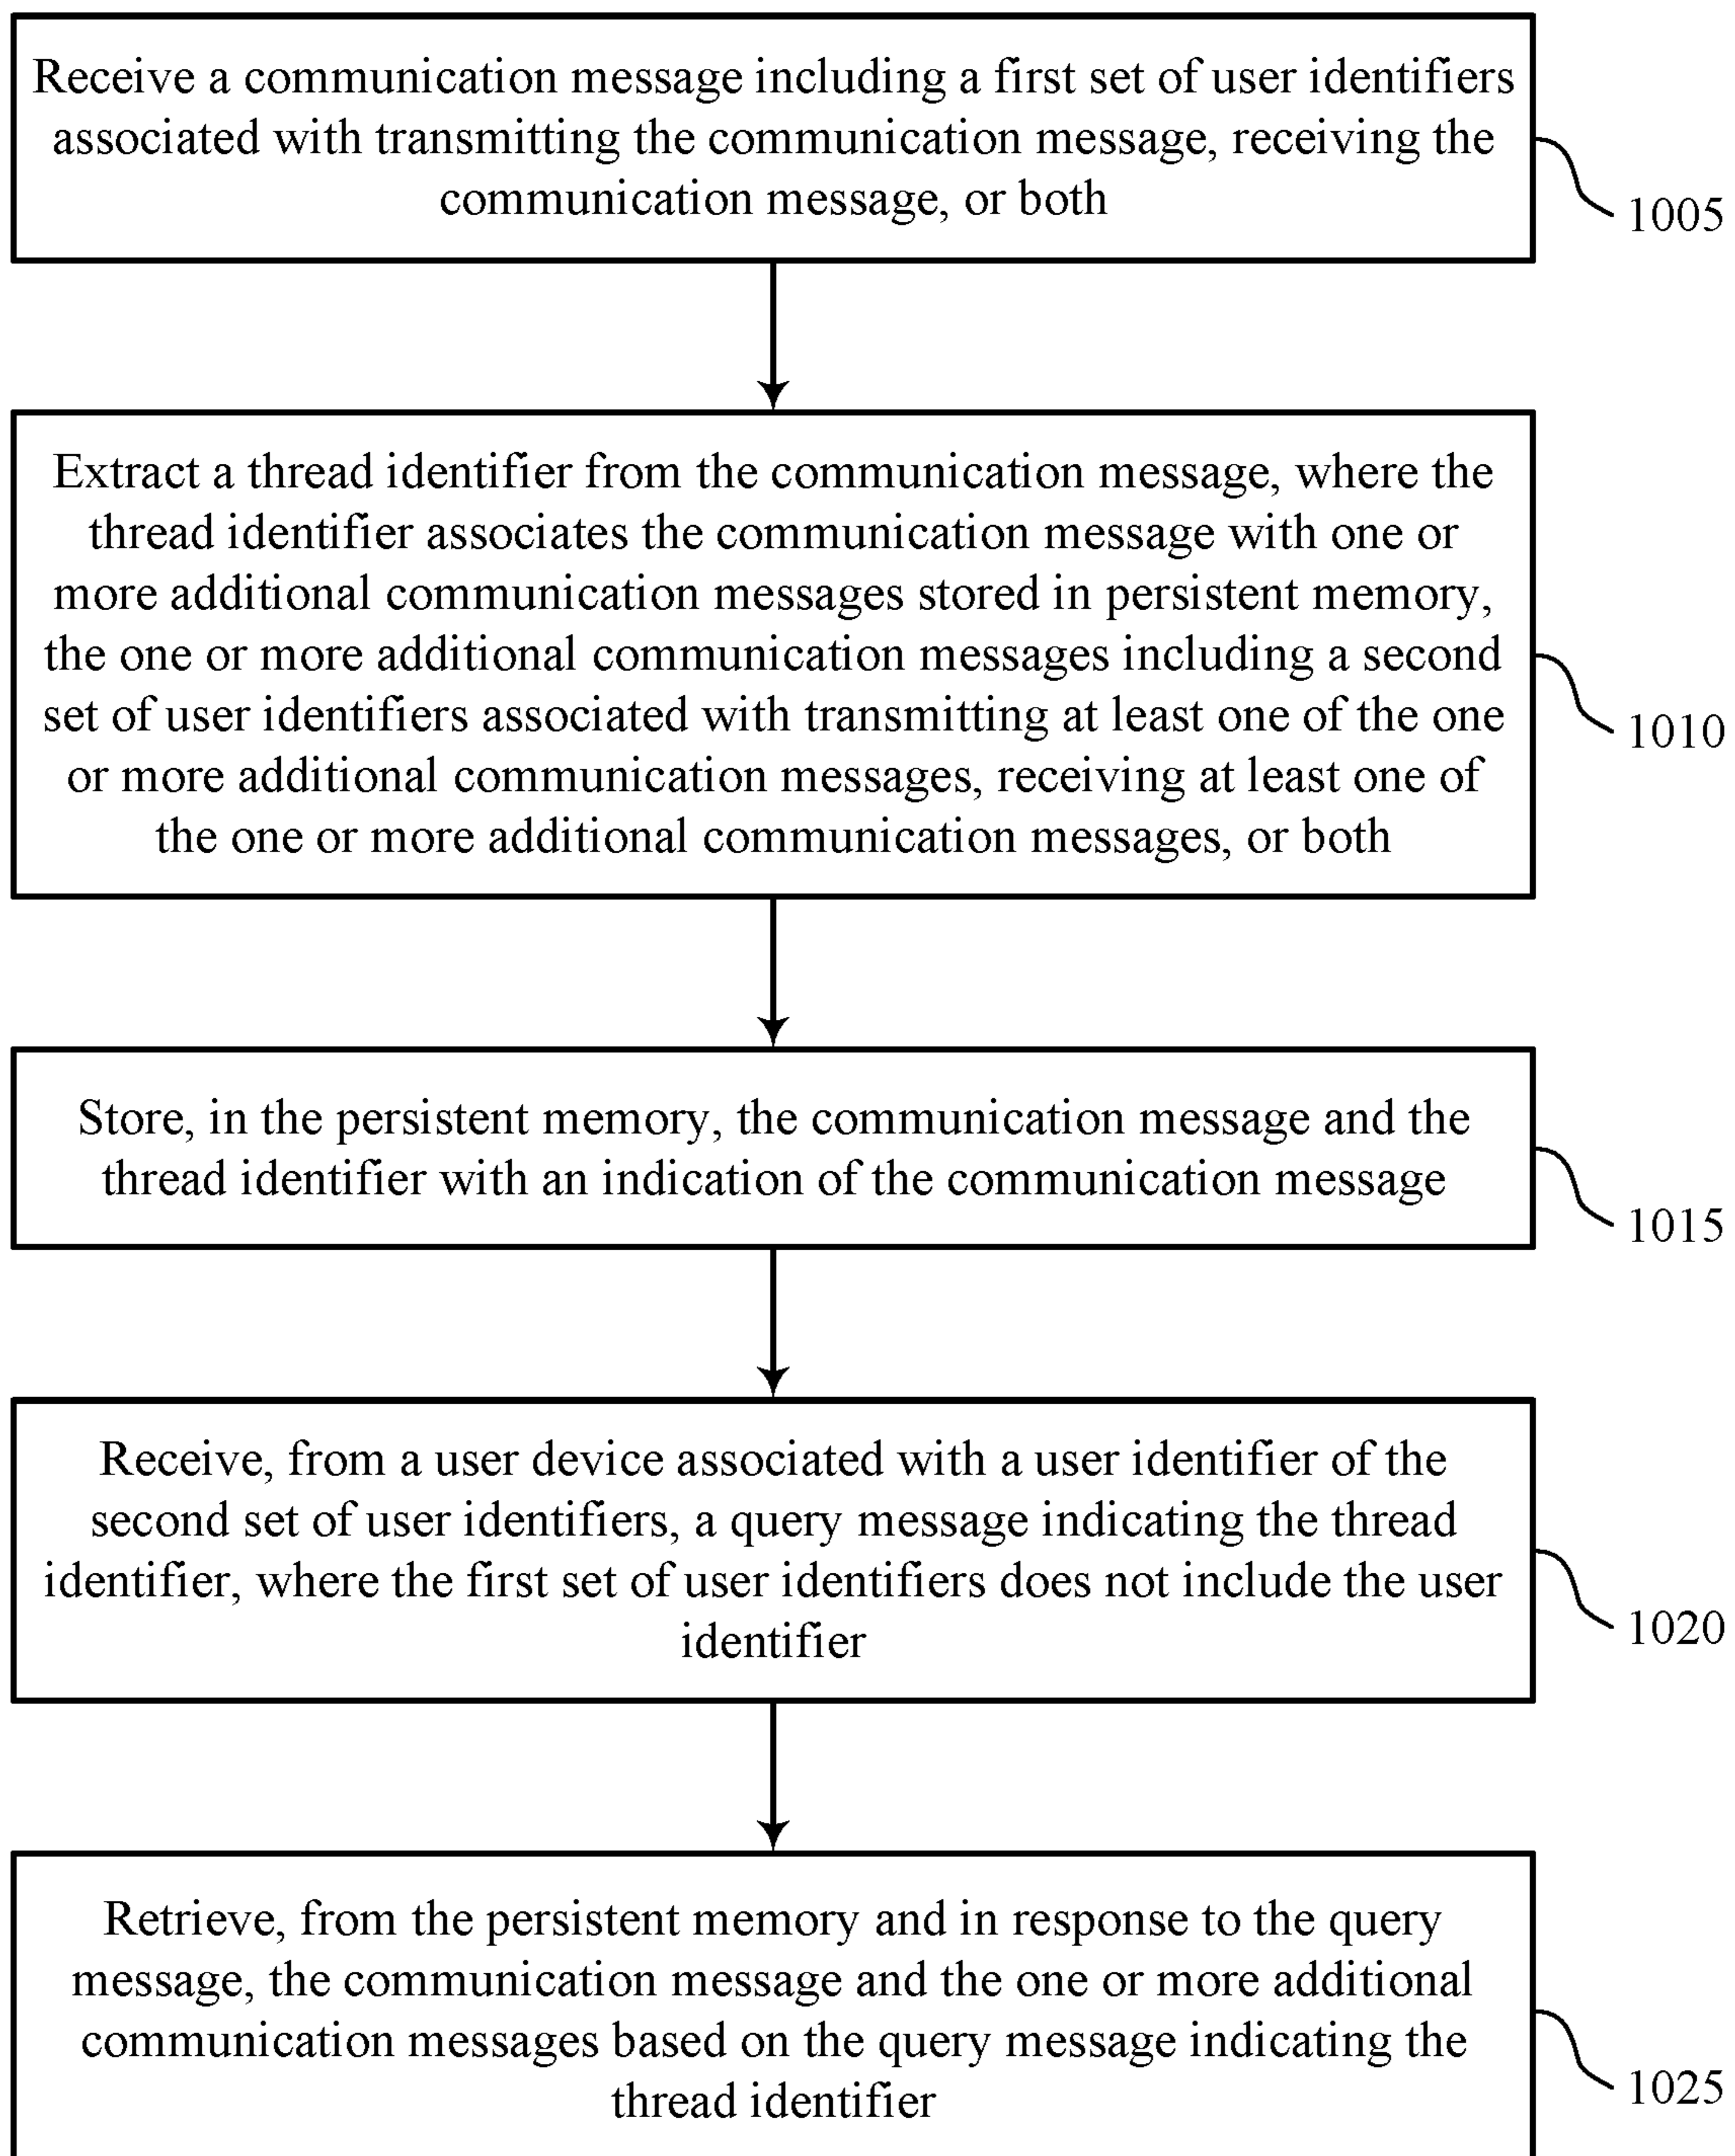 Receive a communication message including a first set of user identifiers
associated with transmitting the communication message, receiving the
communication message, or both
1005
Extract a thread identifier from the communication message, where the
thread identifier associates the communication message with one or
more additional communication messages stored in persistent memory,
the one or more additional communication messages including a second
set of user identifiers associated with transmitting at least one of the one
or more additional communication messages, receiving at least one of
the one or more additional communication messages, or both
1010
Store, in the persistent memory, the communication message and the
thread identifier with an indication of the communication message
1015
Receive, from a user device associated with a user identifier of the
second set of user identifiers, a query message indicating the thread
identifier, where the first set of user identifiers does not include the user
identifier
1020
Retrieve, from the persistent memory and in response to the query
message, the communication message and the one or more additional
communication messages based on the query message indicating the
thread identifier
1025